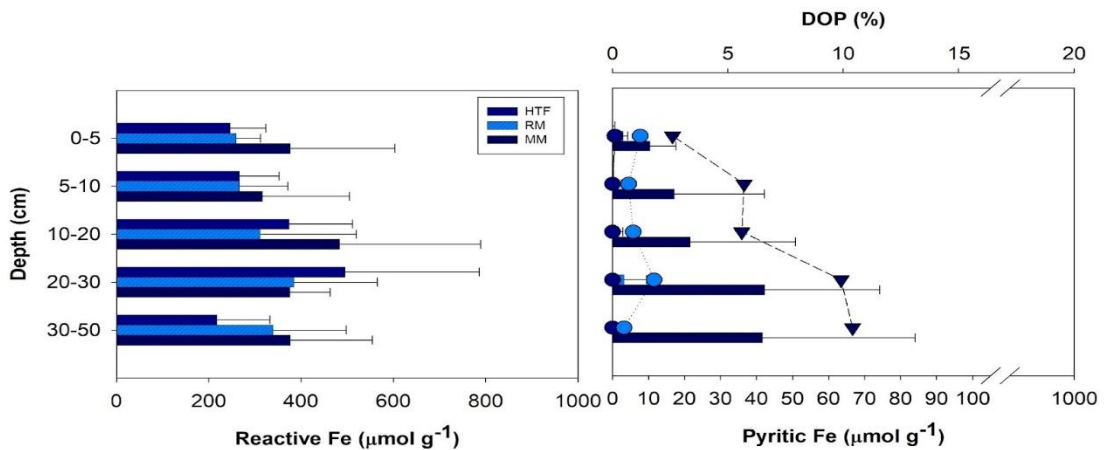 DOP (%)
0 5 10 15 20
HTF
RM
MM
Depth (cm)
0-5
5-10
10-20
20-30
30-50
0 200 400 600 800 1000
0 10 20 30 40 50 60 70 80 90 100 1000
Reactive Fe (μmol g⁻¹)
Pyritic Fe (μmol g⁻¹)